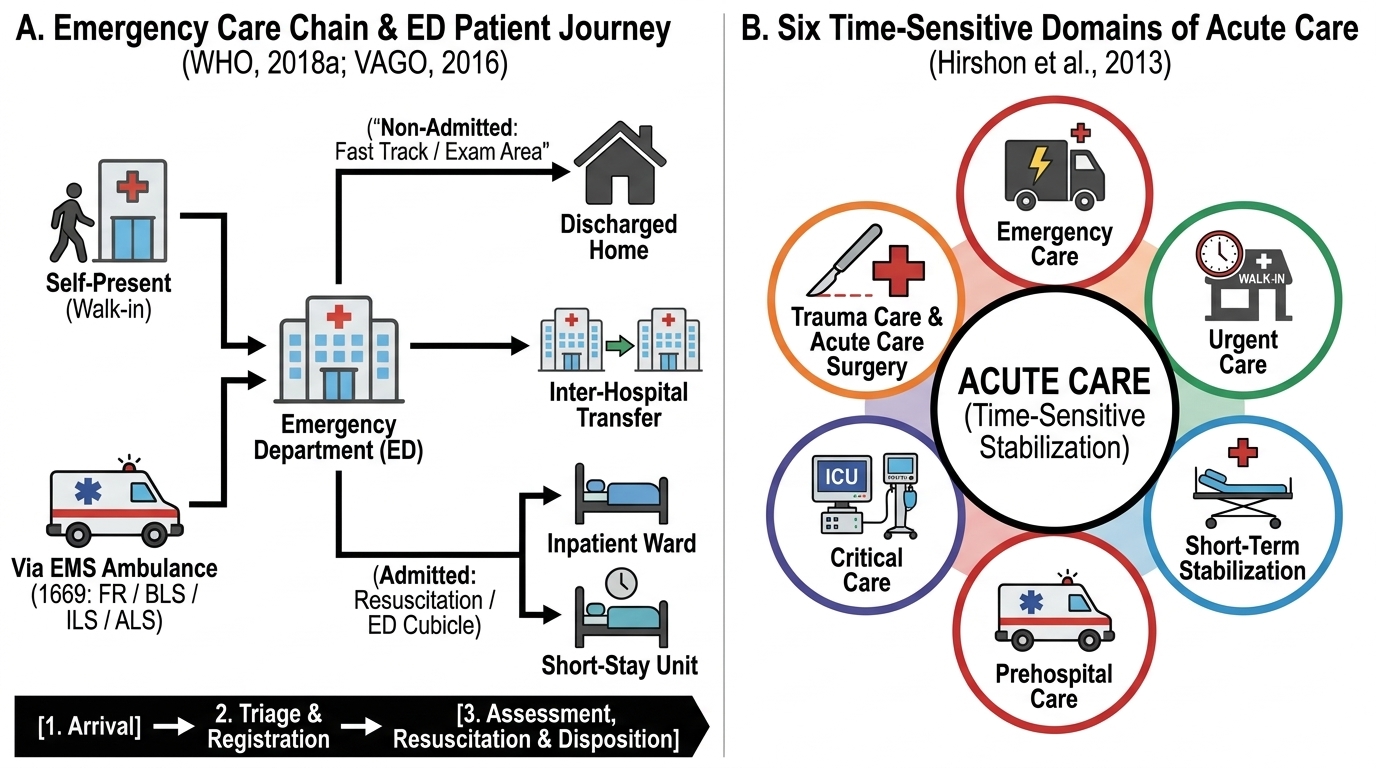 A. Emergency Care Chain & ED Patient Journey
(WHO, 2018a; VAGO, 2016)
Self-Present
(Walk-in)
Via EMS Ambulance
(1669: FR / BLS /
ILS / ALS)
Emergency
Department (ED)
(“Non-Admitted:
Fast Track / Exam Area”
Discharged
Home
Inter-Hospital
Transfer
(Admitted:
Resuscitation /
ED Cubicle)
Inpatient Ward
Short-Stay Unit
[1. Arrival]
2. Triage &
Registration
[3. Assessment,
Resuscitation & Disposition]
B. Six Time-Sensitive Domains of Acute Care
(Hirshon et al., 2013)
Emergency
Care
WALK-IN
Urgent
Care
Short-Term
Stabilization
Prehospital
Care
ICU
Critical
Care
Trauma Care &
Acute Care
Surgery
ACUTE CARE
(Time-Sensitive
Stabilization)